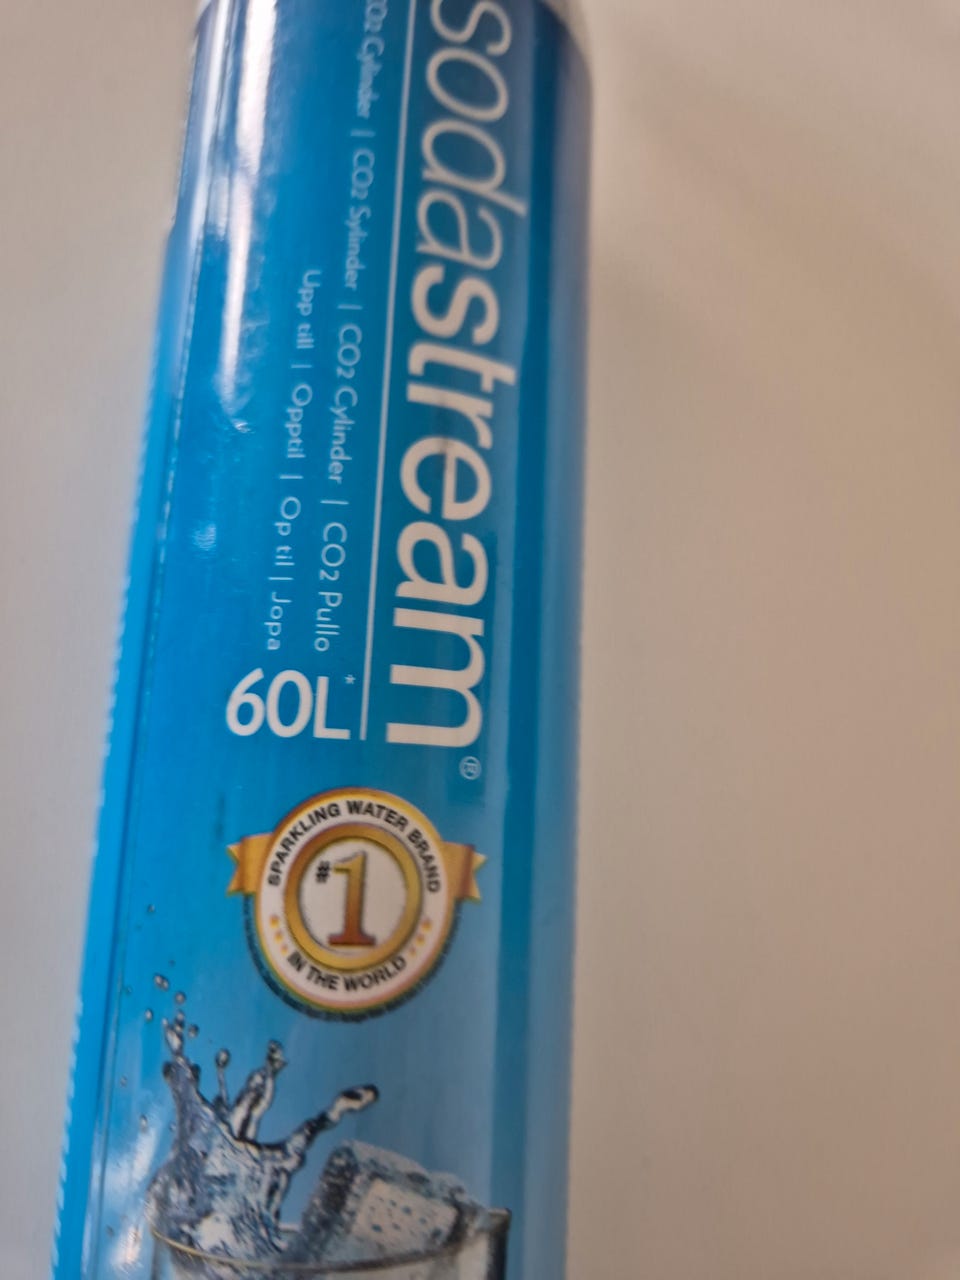 sodastream®
CO2 Cylinder | CO2 Sylinder | CO2 Cylinder | CO2 Pullo
Upp till | Opptil | Op til | Jopa
60L*
SPARKLING WATER BRAND
#1
IN THE WORLD